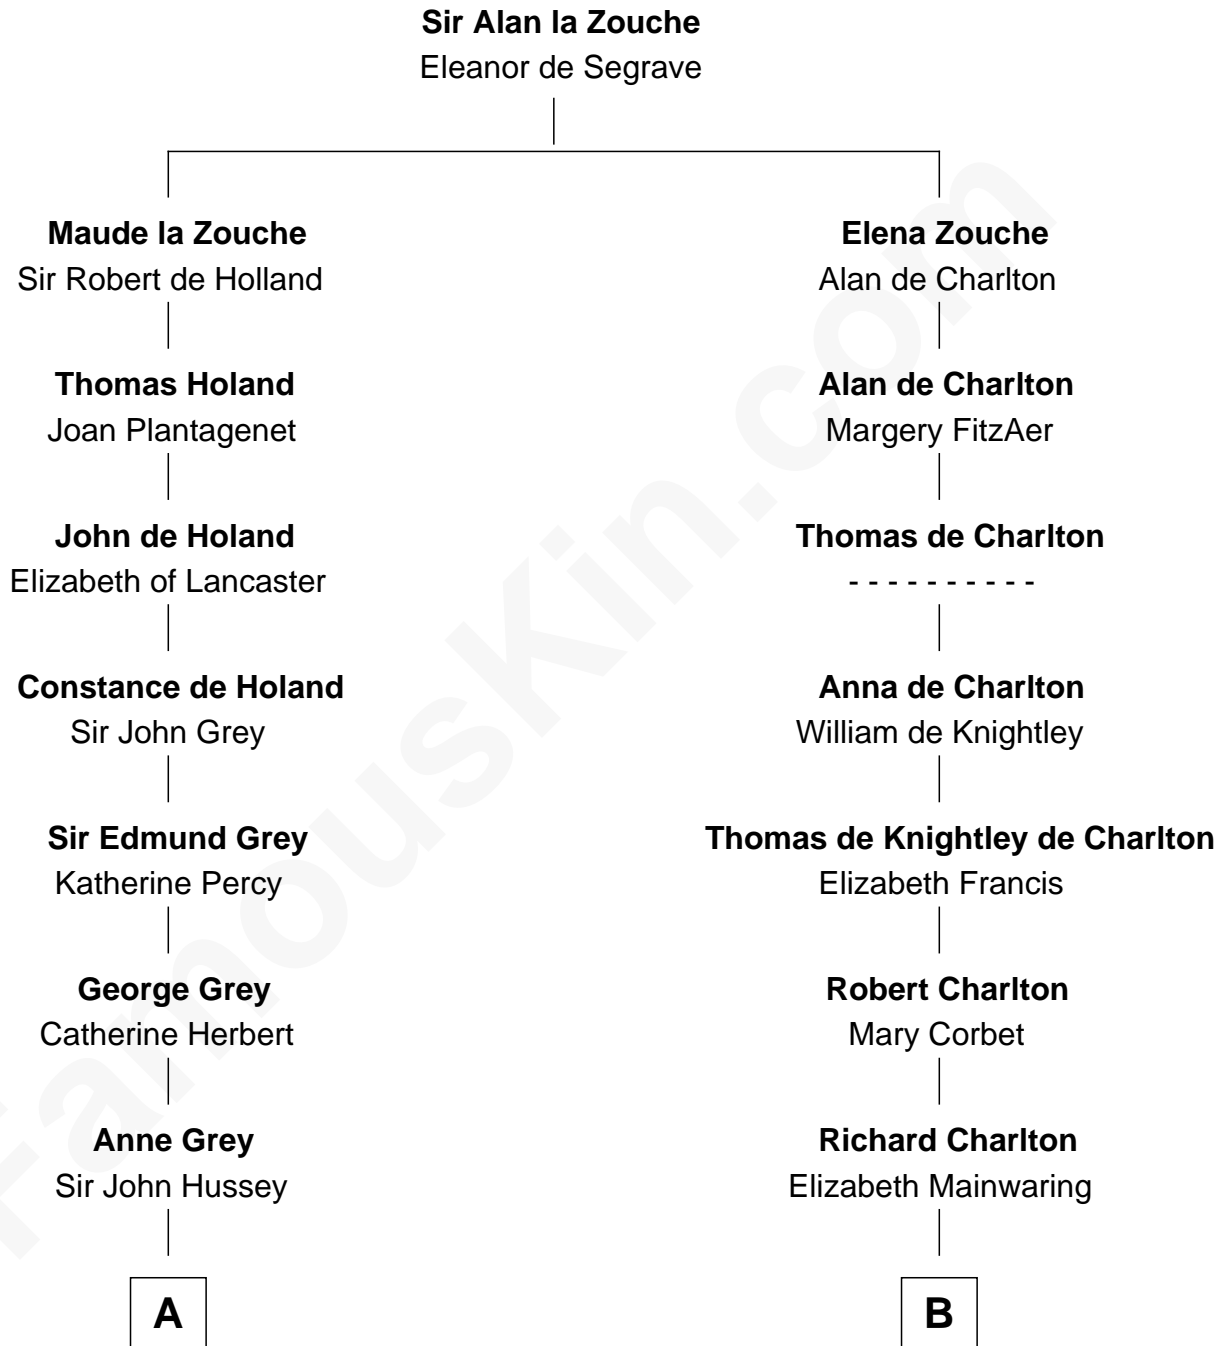 Sir Alan la Zouche
Eleanor de Segrave
Maude la Zouche
Sir Robert de Holland
Elena Zouche
Alan de Charlton
Thomas Holand
Joan Plantagenet
Alan de Charlton
Margery FitzAer
John de Holand
Elizabeth of Lancaster
Thomas de Charlton
- - - - - - - - - -
Constance de Holand
Sir John Grey
Anna de Charlton
William de Knightley
Sir Edmund Grey
Katherine Percy
Thomas de Knightley de Charlton
Elizabeth Francis
George Grey
Catherine Herbert
Robert Charlton
Mary Corbet
Anne Grey
Sir John Hussey
Richard Charlton
Elizabeth Mainwaring
A
B
FamousKin.com